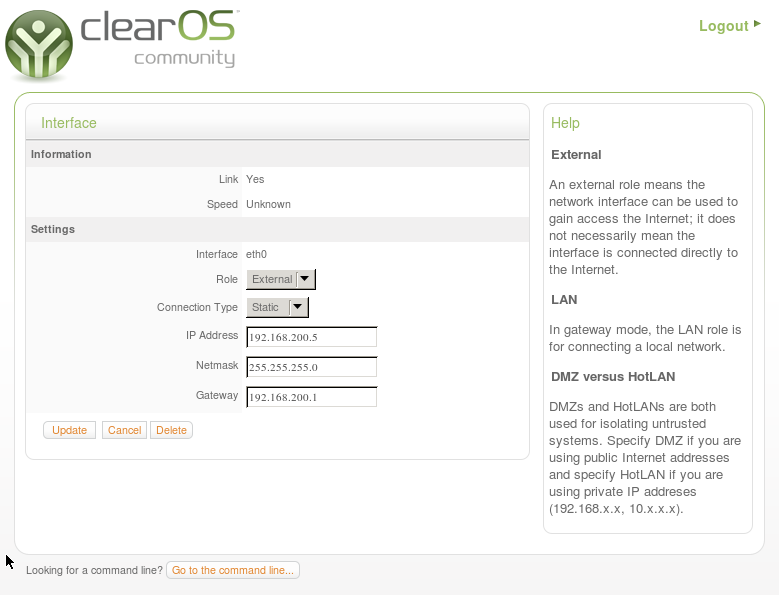 clearOS
community
Logout
Interface
Information
Link Yes
Speed Unknown
Settings
Interface eth0
Role External
Connection Type Static
IP Address 192.168.200.5
Netmask 255.255.255.0
Gateway 192.168.200.1
Update Cancel Delete
Help
External
An external role means the
network interface can be used to
gain access the Internet; it does
not necessarily mean the
interface is connected directly to
the Internet.
LAN
In gateway mode, the LAN role is
for connecting a local network.
DMZ versus HotLAN
DMZs and HotLANs are both
used for isolating untrusted
systems. Specify DMZ if you are
using public Internet addresses
and specify HotLAN if you are
using private IP addreses
(192.168.x.x, 10.x.x.x).
Looking for a command line? Go to the command line...